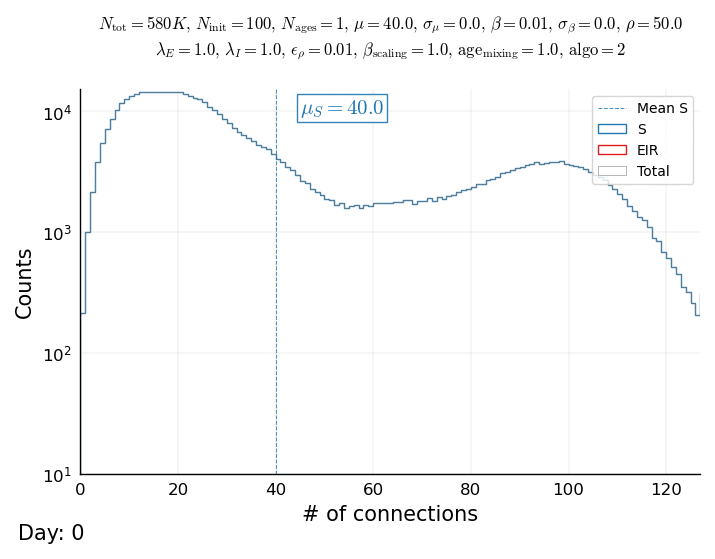 N_tot = 580K, N_init = 100, N_ages = 1, μ = 40.0, σ_μ = 0.0, β = 0.01, σ_β = 0.0, ρ = 50.0
λ_E = 1.0, λ_I = 1.0, ϵ_ρ = 0.01, β_scaling = 1.0, age_mixing = 1.0, algo = 2
μ_S = 40.0
Mean S
S
EIR
Total
10^4
10^3
10^2
10^1
Counts
0 20 40 60 80 100 120
# of connections
Day: 0